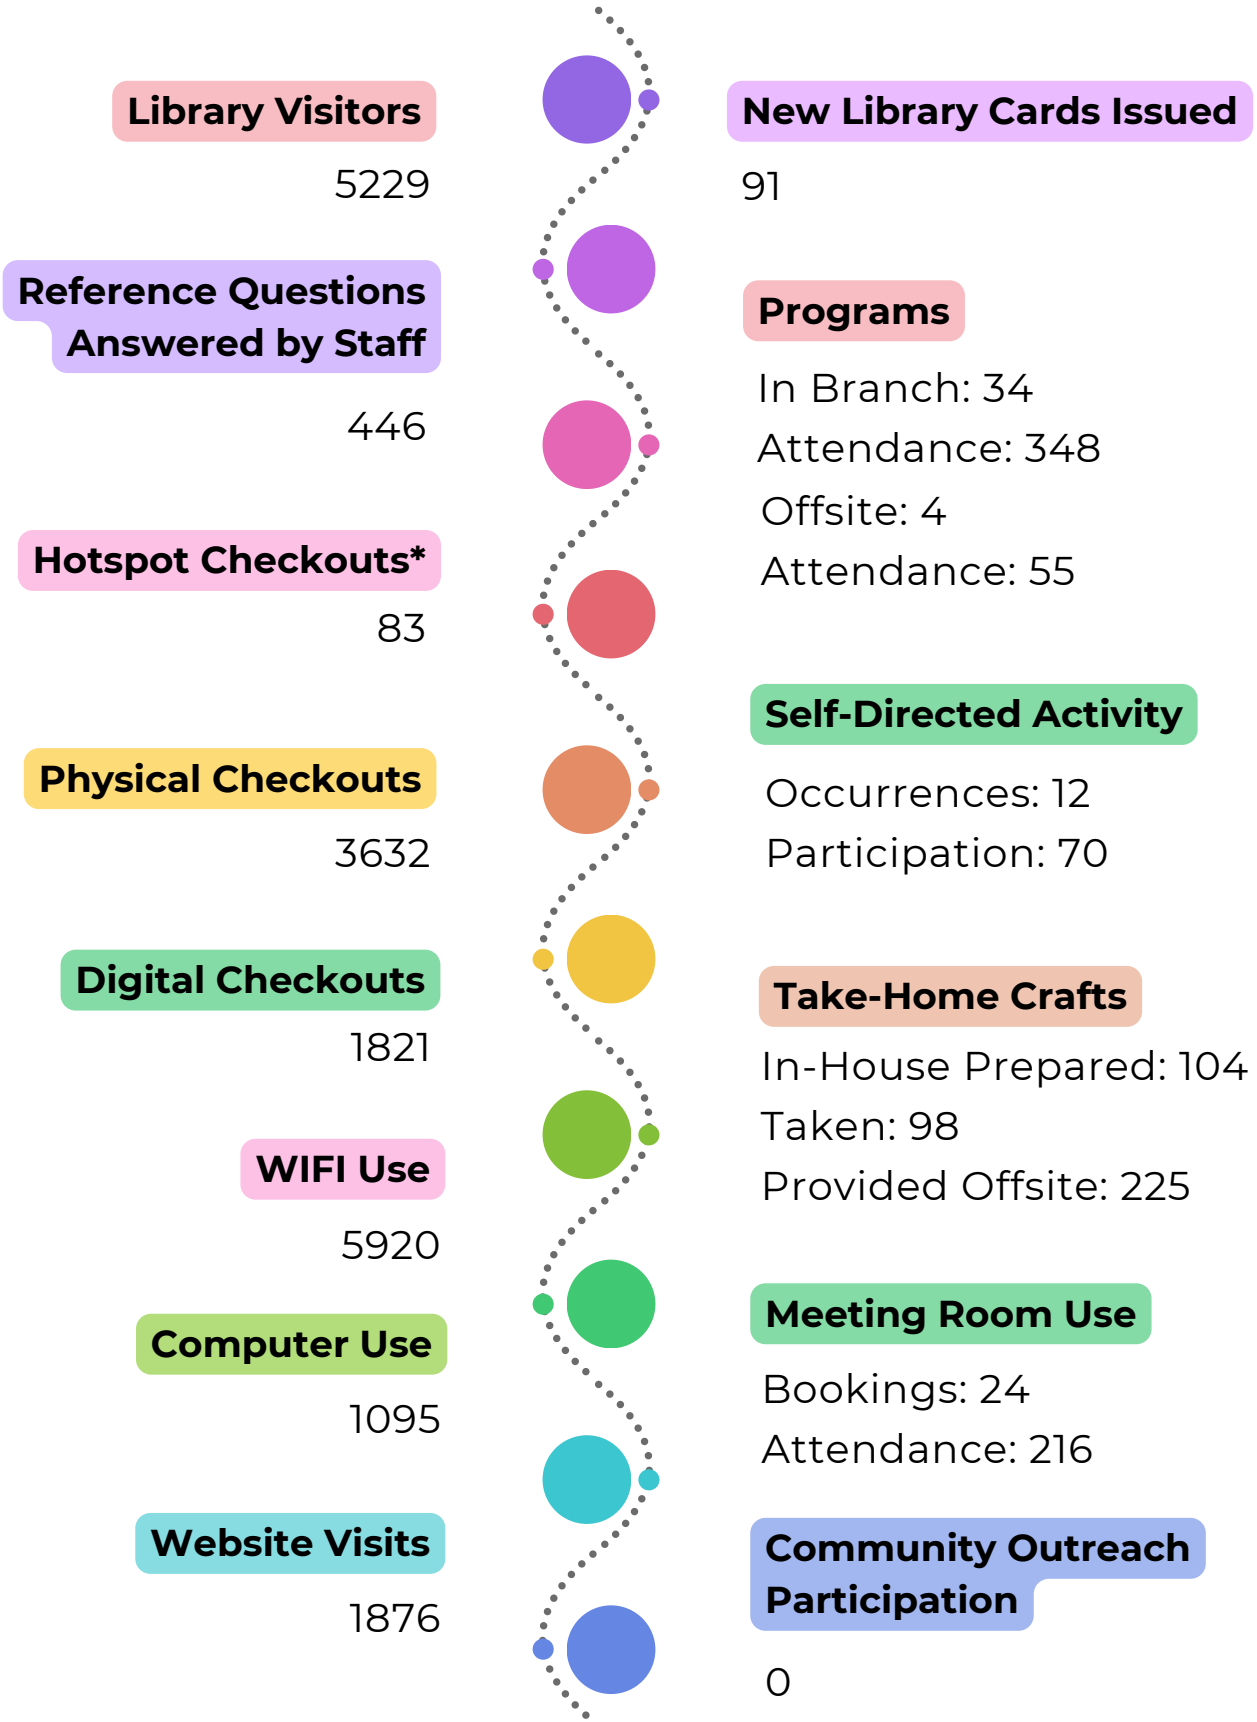 Library Visitors
5229
Reference Questions
Answered by Staff
446
Hotspot Checkouts*
83
Physical Checkouts
3632
Digital Checkouts
1821
WIFI Use
5920
Computer Use
1095
Website Visits
1876
New Library Cards Issued
91
Programs
In Branch: 34
Attendance: 348
Offsite: 4
Attendance: 55
Self-Directed Activity
Occurrences: 12
Participation: 70
Take-Home Crafts
In-House Prepared: 104
Taken: 98
Provided Offsite: 225
Meeting Room Use
Bookings: 24
Attendance: 216
Community Outreach
Participation
0